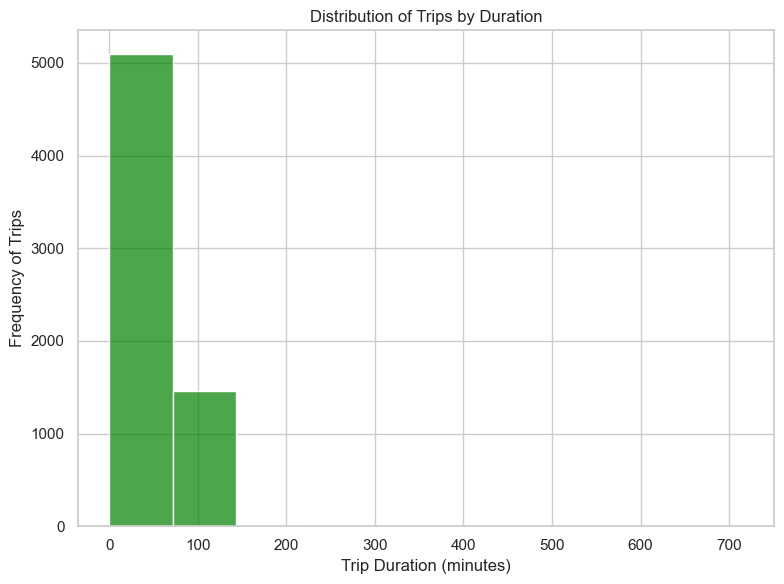 Distribution of Trips by Duration
Frequency of Trips
5000
4000
3000
2000
1000
0
0 100 200 300 400 500 600 700
Trip Duration (minutes)